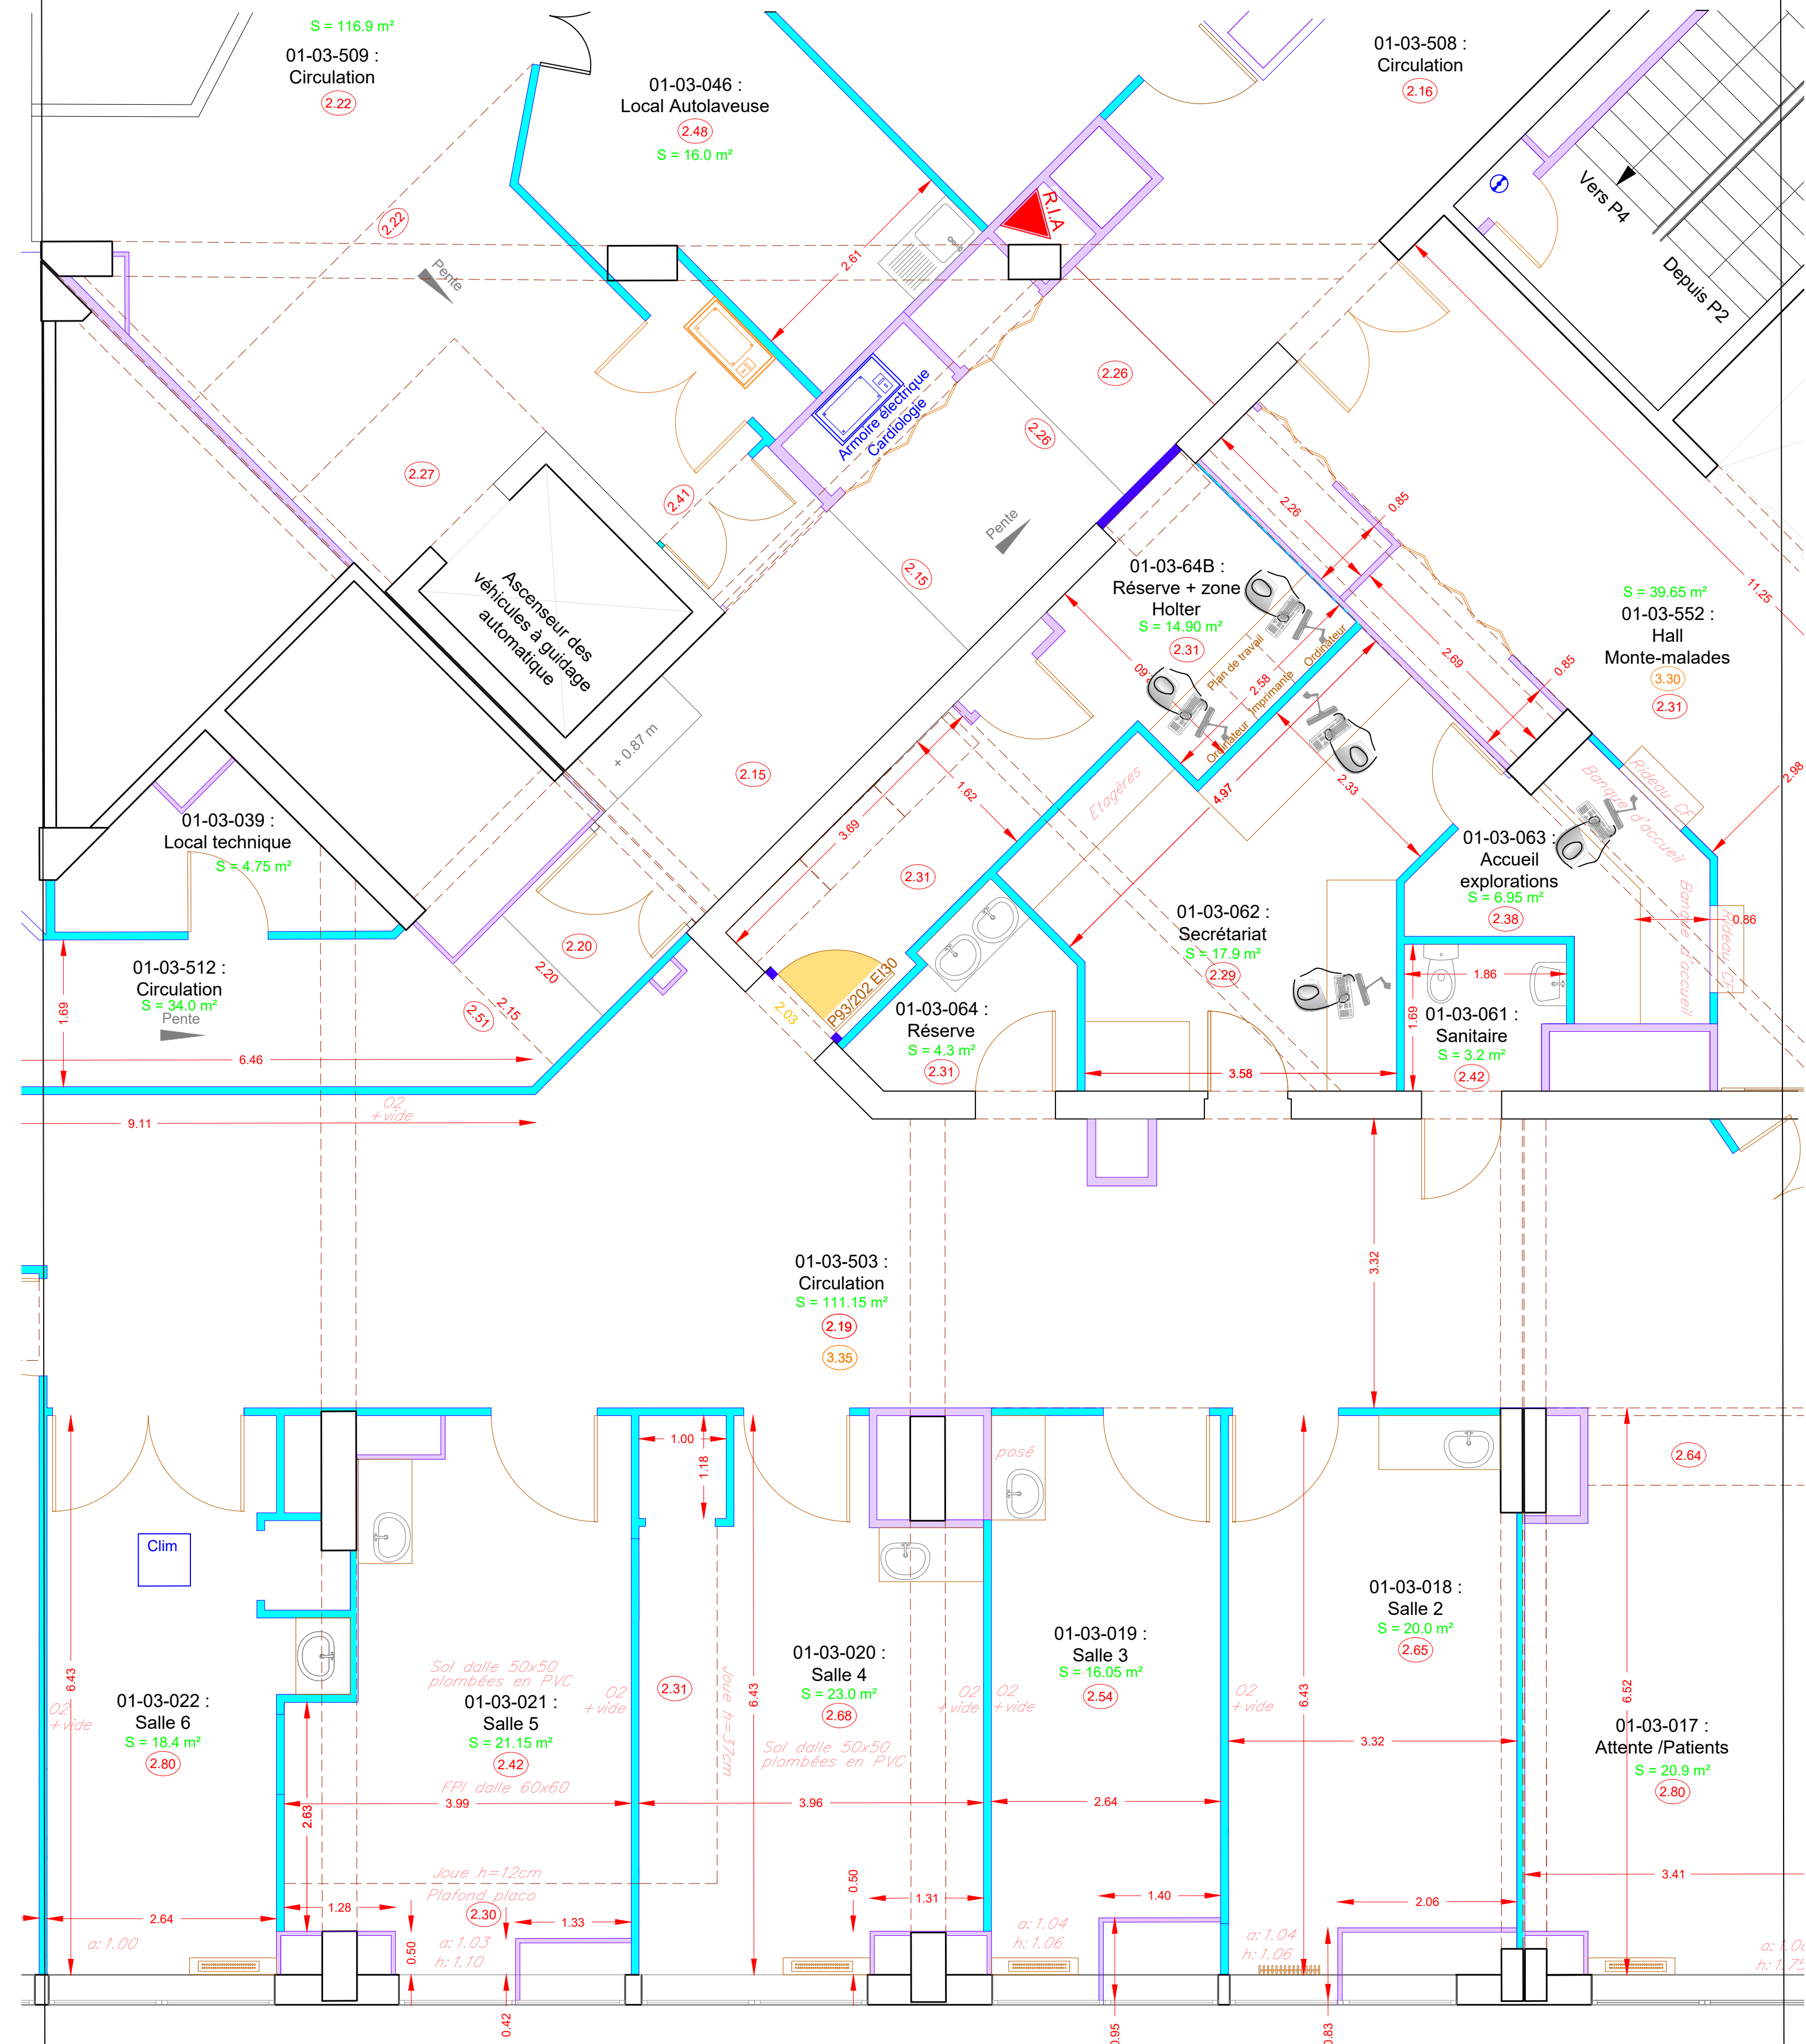 S = 116.9 m²
01-03-509 :
Circulation
2.22
01-03-046 :
Local Autolaveuse
2.48
S = 16.0 m²
01-03-508 :
Circulation
2.16
R.I.A
Vers P4
Depuis P2
2.22
Pente
2.61
2.26
2.26
Armoire électrique
Cardiologie
2.27
2.41
Pente
2.15
2.26
0.85
11.25
Ascenseur des
véhicules à guidage
automatique
+ 0.87 m
2.15
01-03-64B :
Réserve + zone
Holter
S = 14.90 m²
2.31
Plan de travail
Ordinateur
Imprimante
Ordinateur
2.58
2.69
0.85
S = 39.65 m²
01-03-552 :
Hall
Monte-malades
3.30
2.31
2.98
Rideau CF
Banque
d'accueil
Etagères
1.62
3.69
4.97
2.33
2.31
01-03-039 :
Local technique
S = 4.75 m²
01-03-063 :
Accueil
explorations
S = 6.95 m²
2.38
0.86
Banque d'accueil
Rideau CF
01-03-062 :
Secrétariat
S = 17.9 m²
2.29
2.20
2.20
2.15
2.51
01-03-512 :
Circulation
S = 34.0 m²
Pente
1.69
6.46
9.11
O2
+vide
2.03
P93/202 EI30
01-03-064 :
Réserve
S = 4.3 m²
2.31
3.58
1.86
1.69
01-03-061 :
Sanitaire
S = 3.2 m²
2.42
3.32
01-03-503 :
Circulation
S = 111.15 m²
2.19
3.35
1.00
1.18
posé
2.64
Clim
6.43
O2
+vide
01-03-022 :
Salle 6
S = 18.4 m²
2.80
2.64
a:1.00
Sol dalle 50x50
plombées en PVC
01-03-021 :
Salle 5
S = 21.15 m²
2.42
FPI dalle 60x60
3.99
2.63
O2
+vide
Joue h=12cm
Plafond placo
2.30
1.28
1.33
0.50
a:1.03
h:1.10
0.42
2.31
Joue h=37cm
6.43
01-03-020 :
Salle 4
S = 23.0 m²
2.68
Sol dalle 50x50
plombées en PVC
3.96
O2
+vide
0.50
1.31
O2
+vide
01-03-019 :
Salle 3
S = 16.05 m²
2.54
2.64
1.40
a:1.04
h:1.06
0.95
O2
+vide
6.43
01-03-018 :
Salle 2
S = 20.0 m²
2.65
3.32
2.06
a:1.04
h:1.06
0.83
6.52
01-03-017 :
Attente /Patients
S = 20.9 m²
2.80
3.41